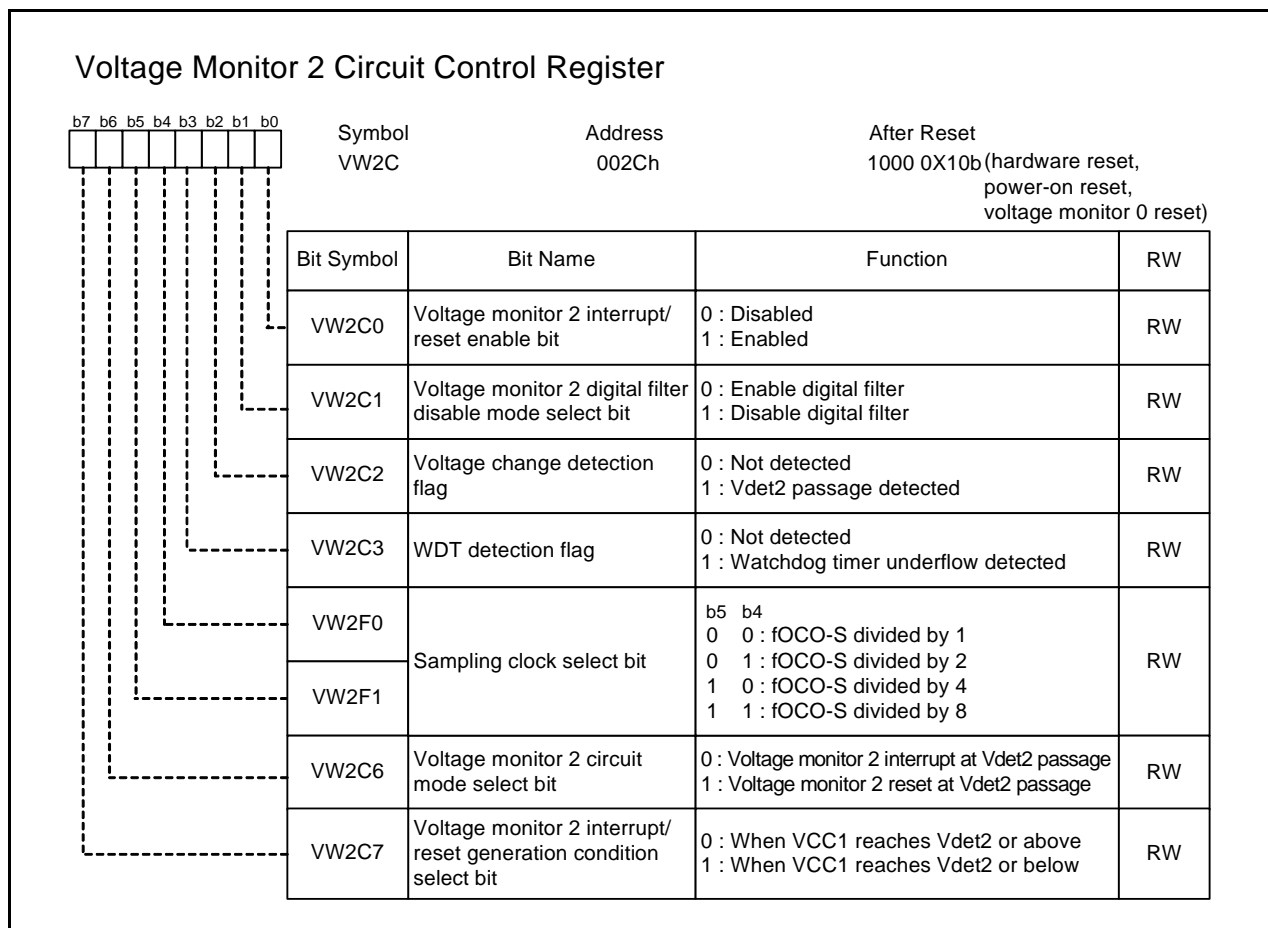 Voltage Monitor 2 Circuit Control Register
b7 b6 b5 b4 b3 b2 b1 b0
Symbol Address After Reset
VW2C 002Ch 1000 0X10b (hardware reset,
power-on reset,
voltage monitor 0 reset)
Bit Symbol Bit Name Function RW
VW2C0 Voltage monitor 2 interrupt/
reset enable bit
0 : Disabled
1 : Enabled
RW
VW2C1 Voltage monitor 2 digital filter
disable mode select bit
0 : Enable digital filter
1 : Disable digital filter
RW
VW2C2 Voltage change detection
flag
0 : Not detected
1 : Vdet2 passage detected
RW
VW2C3 WDT detection flag
0 : Not detected
1 : Watchdog timer underflow detected
RW
VW2F0
VW2F1
Sampling clock select bit
b5 b4
0 0 : fOCO-S divided by 1
0 1 : fOCO-S divided by 2
1 0 : fOCO-S divided by 4
1 1 : fOCO-S divided by 8
RW
VW2C6 Voltage monitor 2 circuit
mode select bit
0 : Voltage monitor 2 interrupt at Vdet2 passage
1 : Voltage monitor 2 reset at Vdet2 passage
RW
VW2C7 Voltage monitor 2 interrupt/
reset generation condition
select bit
0 : When VCC1 reaches Vdet2 or above
1 : When VCC1 reaches Vdet2 or below
RW